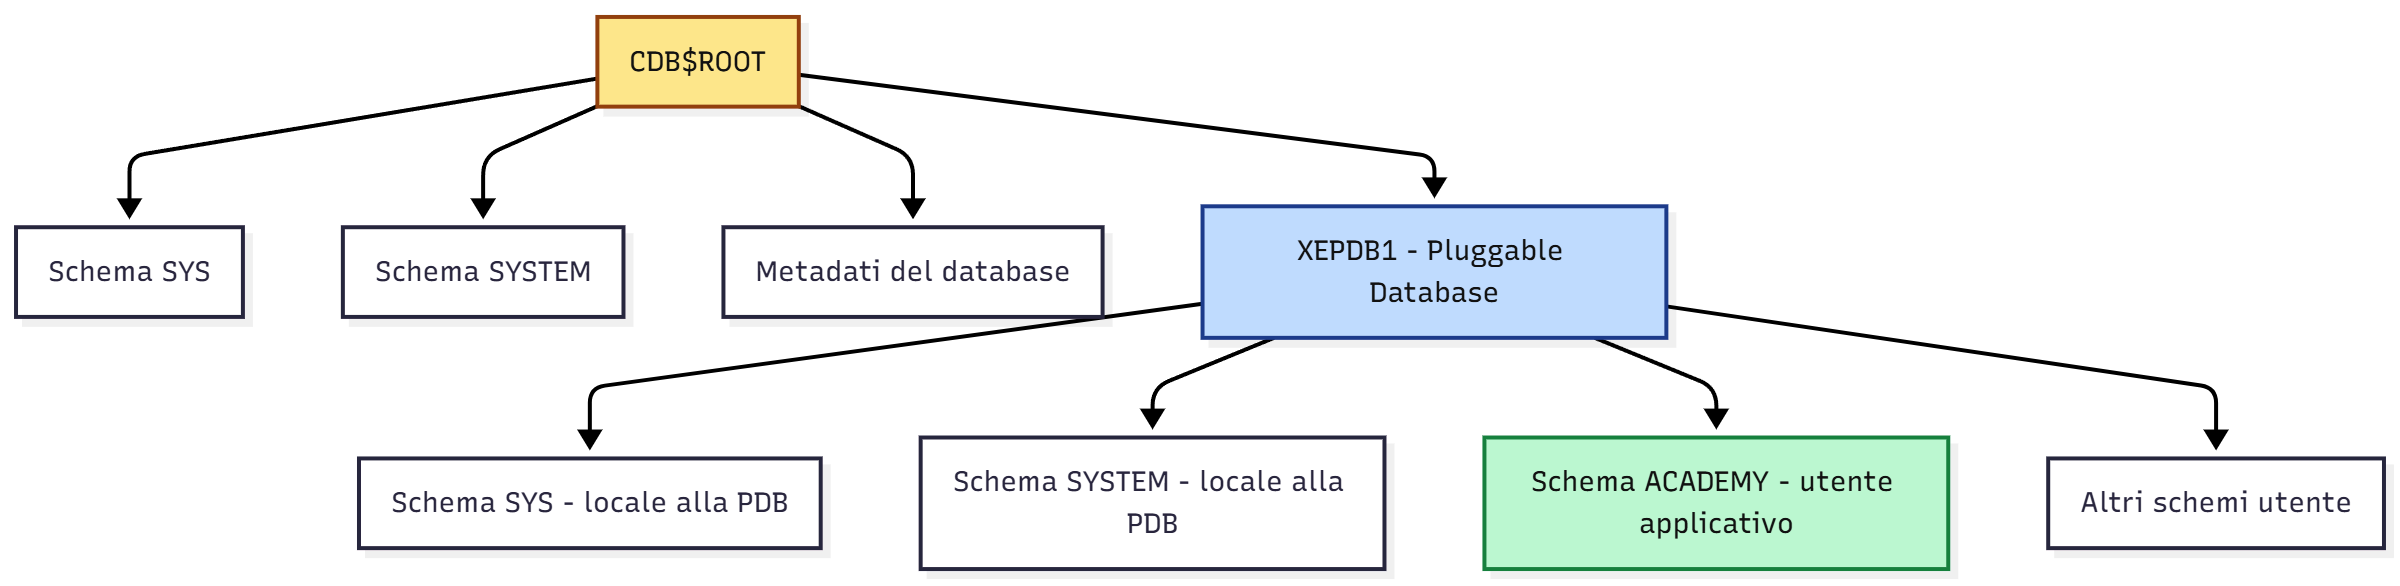 CDB$ROOT
Schema SYS
Schema SYSTEM
Metadati del database
XEPDB1 - Pluggable
Database
Schema SYS - locale alla PDB
Schema SYSTEM - locale alla
PDB
Schema ACADEMY - utente
applicativo
Altri schemi utente